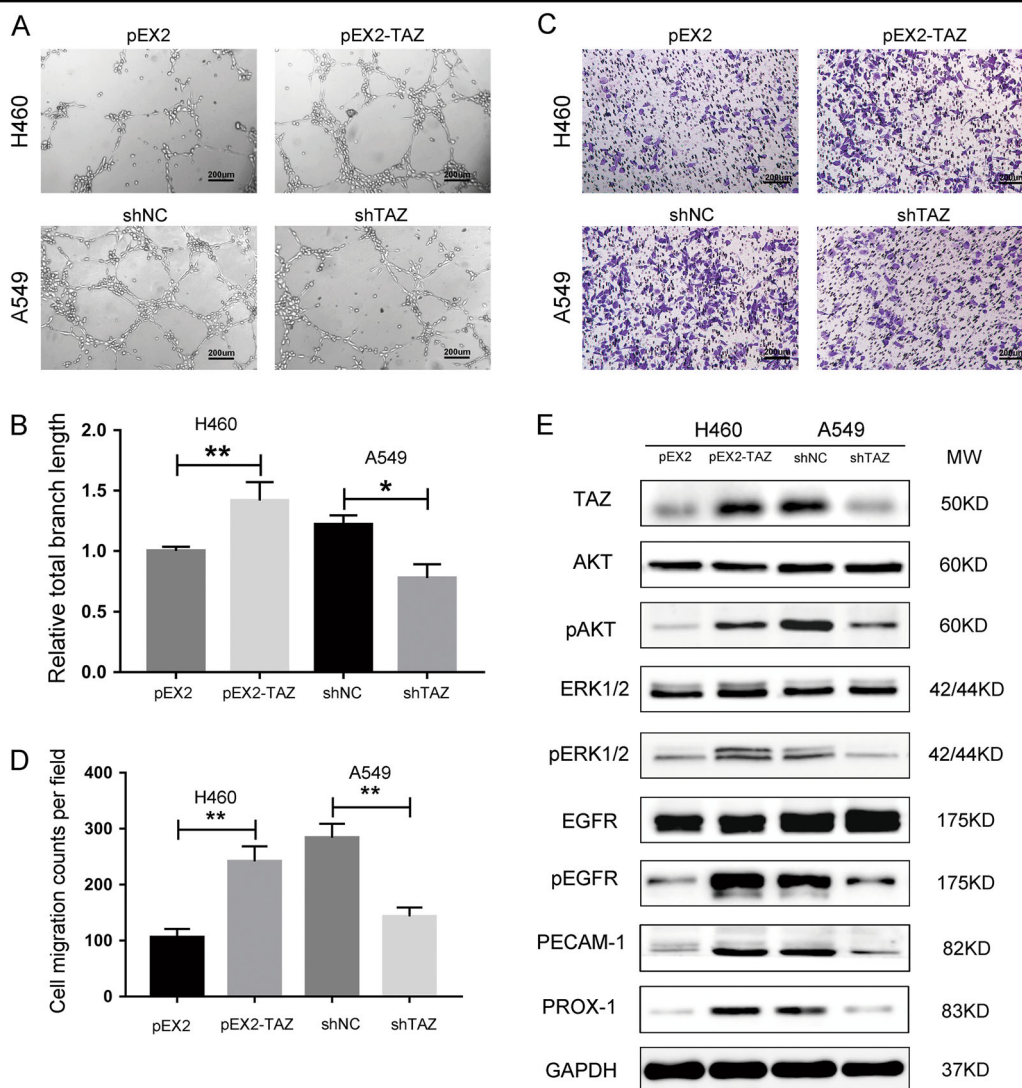 A
pEX2 pEX2-TAZ
H460
200um 200um
shNC shTAZ
A549
200um 200um
C
pEX2 pEX2-TAZ
H460
200um 200um
shNC shTAZ
A549
200um 200um
B
Relative total branch length
2.0
1.5
1.0
0.5
0.0
H460
**
A549
*
pEX2 pEX2-TAZ shNC shTAZ
D
Cell migration counts per field
400
300
200
100
0
H460
**
A549
**
pEX2 pEX2-TAZ shNC shTAZ
E
H460 A549
pEX2 pEX2-TAZ shNC shTAZ MW
TAZ 50KD
AKT 60KD
pAKT 60KD
ERK1/2 42/44KD
pERK1/2 42/44KD
EGFR 175KD
pEGFR 175KD
PECAM-1 82KD
PROX-1 83KD
GAPDH 37KD